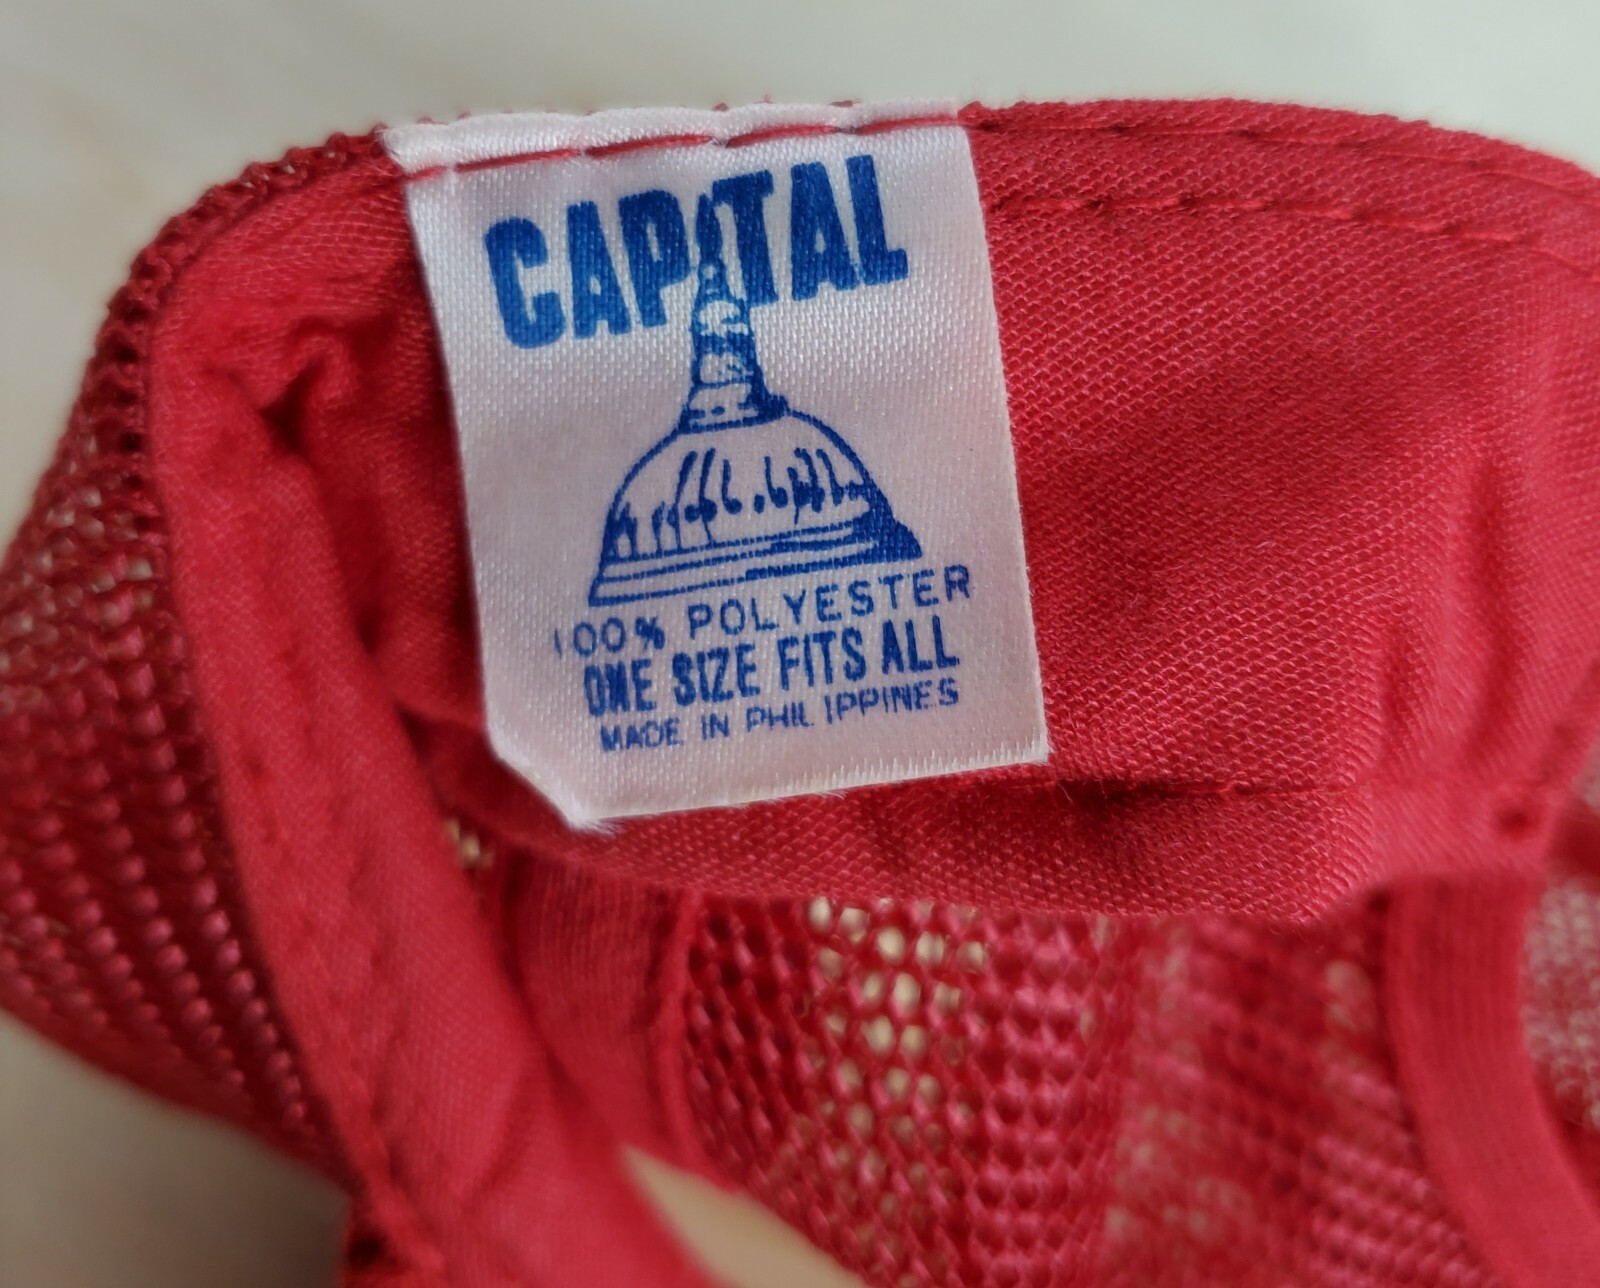 CAPITAL
100% POLYESTER
ONE SIZE FITS ALL
MADE IN PHILIPPINES